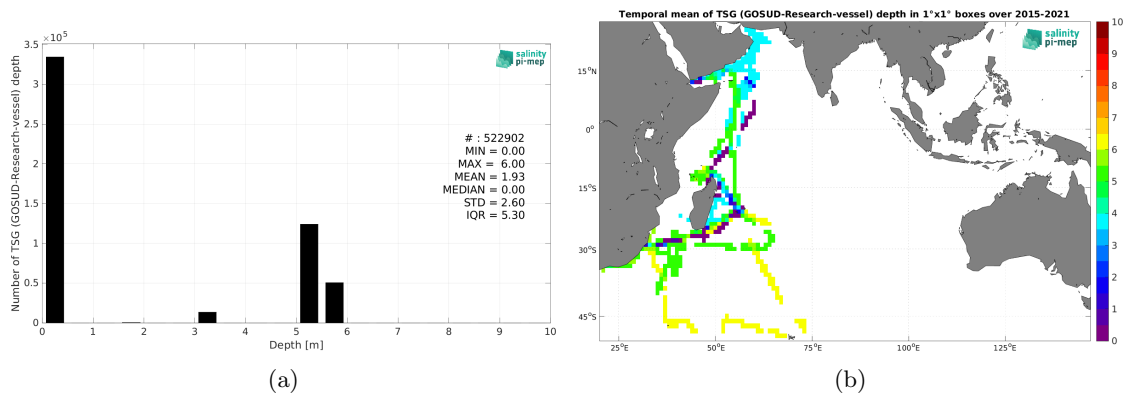 ×10⁵
3.5
3
2.5
2
1.5
1
0.5
0
Number of TSG (GOSUD-Research-vessel) depth
salinity
pi-mep
# : 522902
MIN = 0.00
MAX = 6.00
MEAN = 1.93
MEDIAN = 0.00
STD = 2.60
IQR = 5.30
0 1 2 3 4 5 6 7 8 9 10
Depth [m]
(a)
Temporal mean of TSG (GOSUD-Research-vessel) depth in 1°x1° boxes over 2015-2021
salinity
pi-mep
15°N
0°
15°S
30°S
45°S
25°E 50°E 75°E 100°E 125°E
10
9
8
7
6
5
4
3
2
1
0
(b)